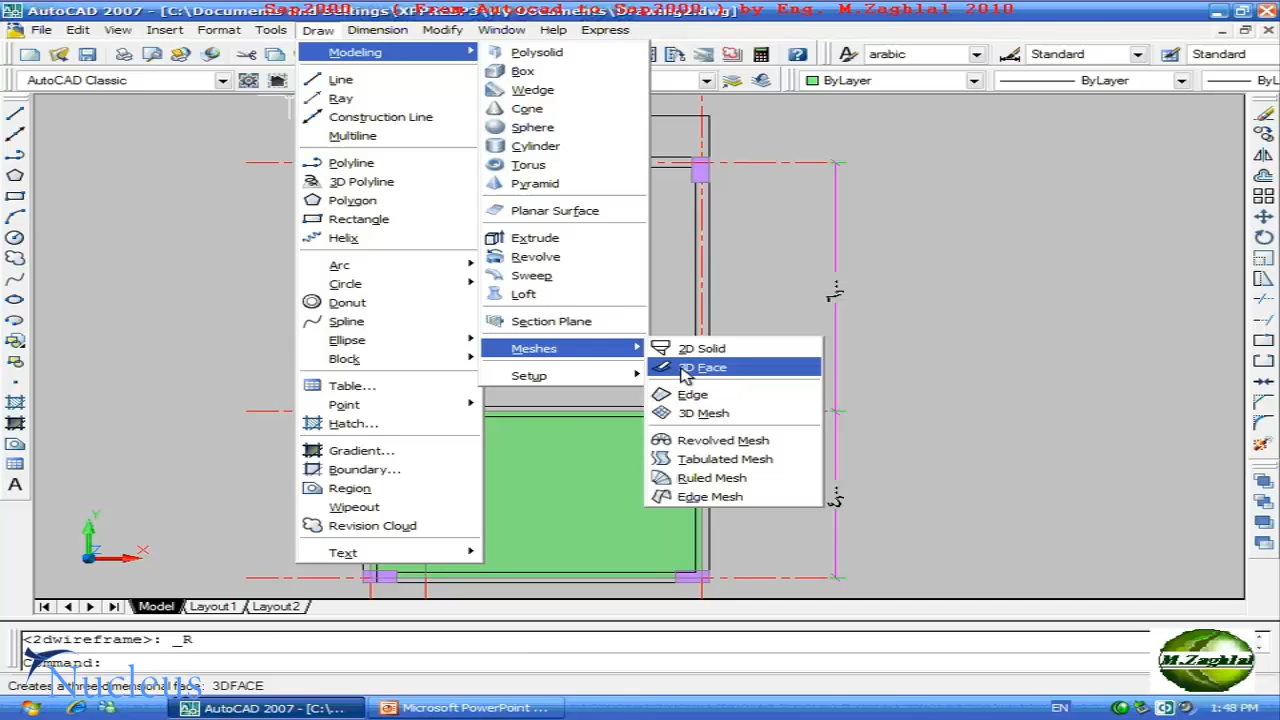 AutoCAD 2007 - [C:\Documents
Sap2000
( From Autocad to Sap2000 ) by Eng. M.Zaghlal 2010
File Edit View Insert Format Tools Draw Dimension Modify Window Help Express
arabic Standard Standard
AutoCAD Classic
ByLayer ByLayer ByL
Modeling
Line
Ray
Construction Line
Multiline
Polyline
3D Polyline
Polygon
Rectangle
Helix
Arc
Circle
Donut
Spline
Ellipse
Block
Table...
Point
Hatch...
Gradient...
Boundary...
Region
Wipeout
Revision Cloud
Text
Polysolid
Box
Wedge
Cone
Sphere
Cylinder
Torus
Pyramid
Planar Surface
Extrude
Revolve
Sweep
Loft
Section Plane
Meshes
Setup
2D Solid
3D Face
Edge
3D Mesh
Revolved Mesh
Tabulated Mesh
Ruled Mesh
Edge Mesh
Y
X
Z
A
Model Layout1 Layout2
<2dwireframe>: _R
Command:
M.Zaghlal
Nucleus
Creates a three-dimensional face: 3DFACE
AutoCAD 2007 - [C:\...
Microsoft PowerPoint ...
EN
1:48 PM